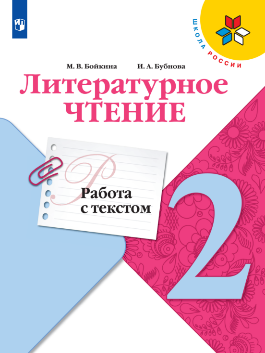 ШКОЛА РОССИИ
М. В. Бойкина И. А. Бубнова
Литературное
ЧТЕНИЕ
Р
Работа
с текстом
2